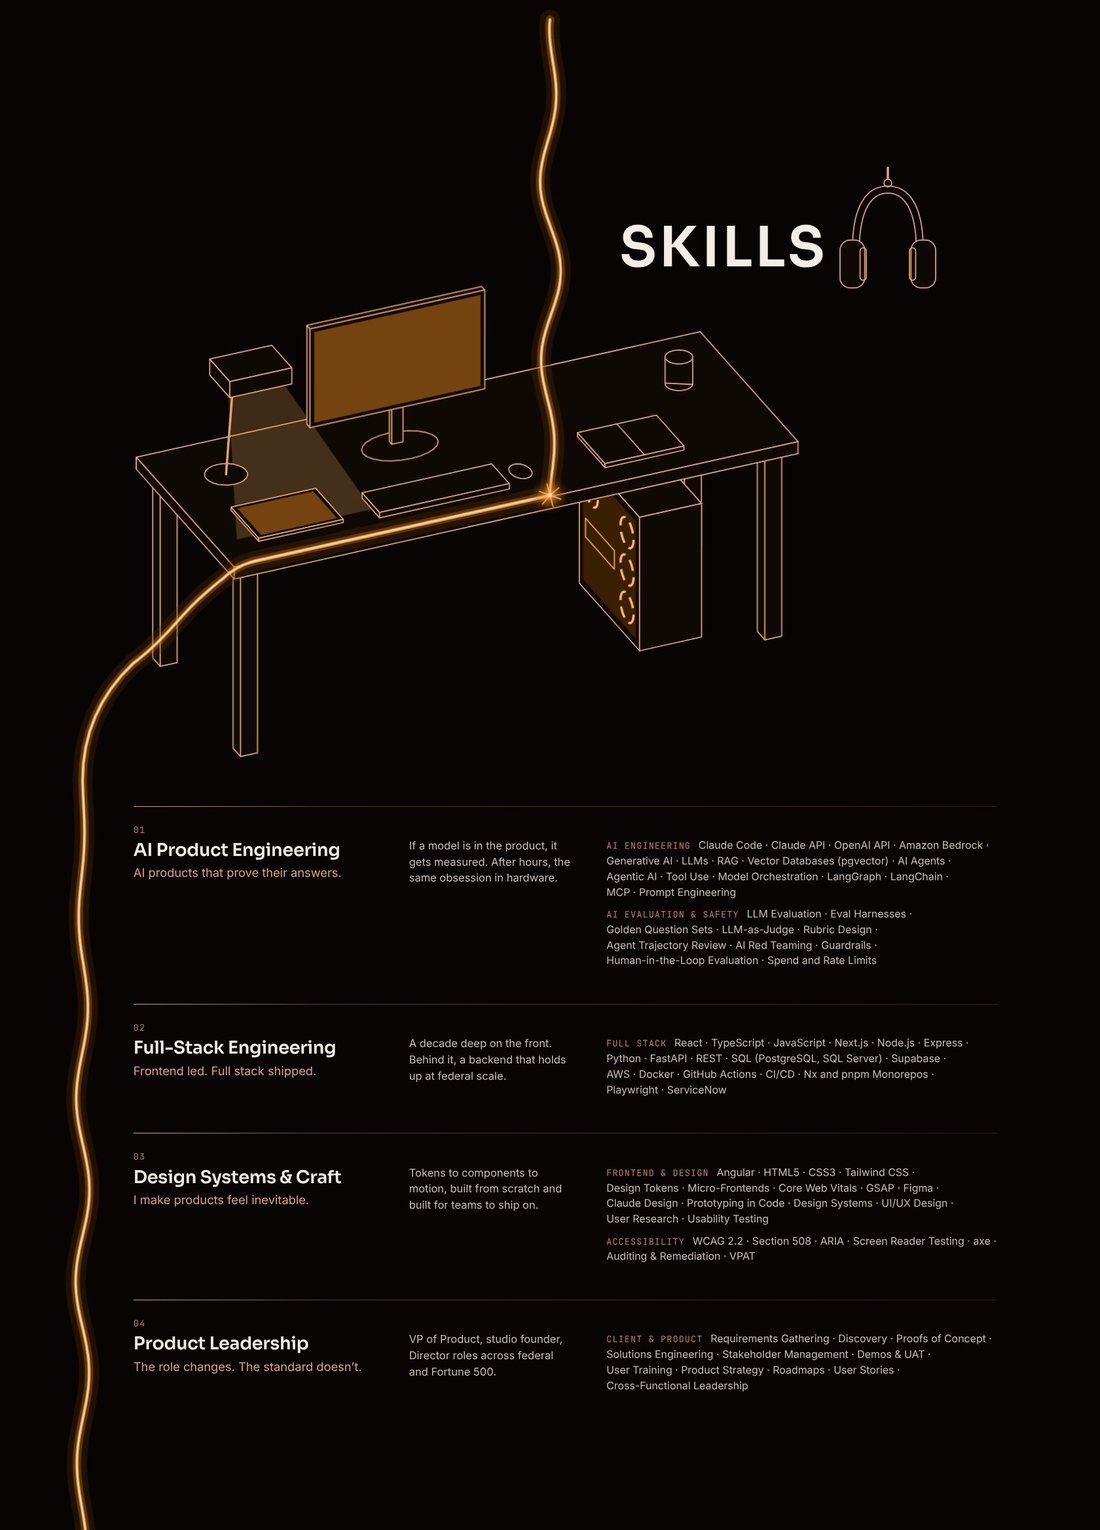 SKILLS
01
AI Product Engineering
AI products that prove their answers.
If a model is in the product, it
gets measured. After hours, the
same obsession in hardware.
AI ENGINEERING Claude Code · Claude API · OpenAI API · Amazon Bedrock ·
Generative AI · LLMs · RAG · Vector Databases (pgvector) · AI Agents ·
Agentic AI · Tool Use · Model Orchestration · LangGraph · LangChain ·
MCP · Prompt Engineering
AI EVALUATION & SAFETY LLM Evaluation · Eval Harnesses ·
Golden Question Sets · LLM-as-Judge · Rubric Design ·
Agent Trajectory Review · AI Red Teaming · Guardrails ·
Human-in-the-Loop Evaluation · Spend and Rate Limits
02
Full-Stack Engineering
Frontend led. Full stack shipped.
A decade deep on the front.
Behind it, a backend that holds
up at federal scale.
FULL STACK React · TypeScript · JavaScript · Next.js · Node.js · Express ·
Python · FastAPI · REST · SQL (PostgreSQL, SQL Server) · Supabase ·
AWS · Docker · GitHub Actions · CI/CD · Nx and pnpm Monorepos ·
Playwright · ServiceNow
03
Design Systems & Craft
I make products feel inevitable.
Tokens to components to
motion, built from scratch and
built for teams to ship on.
FRONTEND & DESIGN Angular · HTML5 · CSS3 · Tailwind CSS ·
Design Tokens · Micro-Frontends · Core Web Vitals · GSAP · Figma ·
Claude Design · Prototyping in Code · Design Systems · UI/UX Design ·
User Research · Usability Testing
ACCESSIBILITY WCAG 2.2 · Section 508 · ARIA · Screen Reader Testing · axe ·
Auditing & Remediation · VPAT
04
Product Leadership
The role changes. The standard doesn't.
VP of Product, studio founder,
Director roles across federal
and Fortune 500.
CLIENT & PRODUCT Requirements Gathering · Discovery · Proofs of Concept ·
Solutions Engineering · Stakeholder Management · Demos & UAT ·
User Training · Product Strategy · Roadmaps · User Stories ·
Cross-Functional Leadership